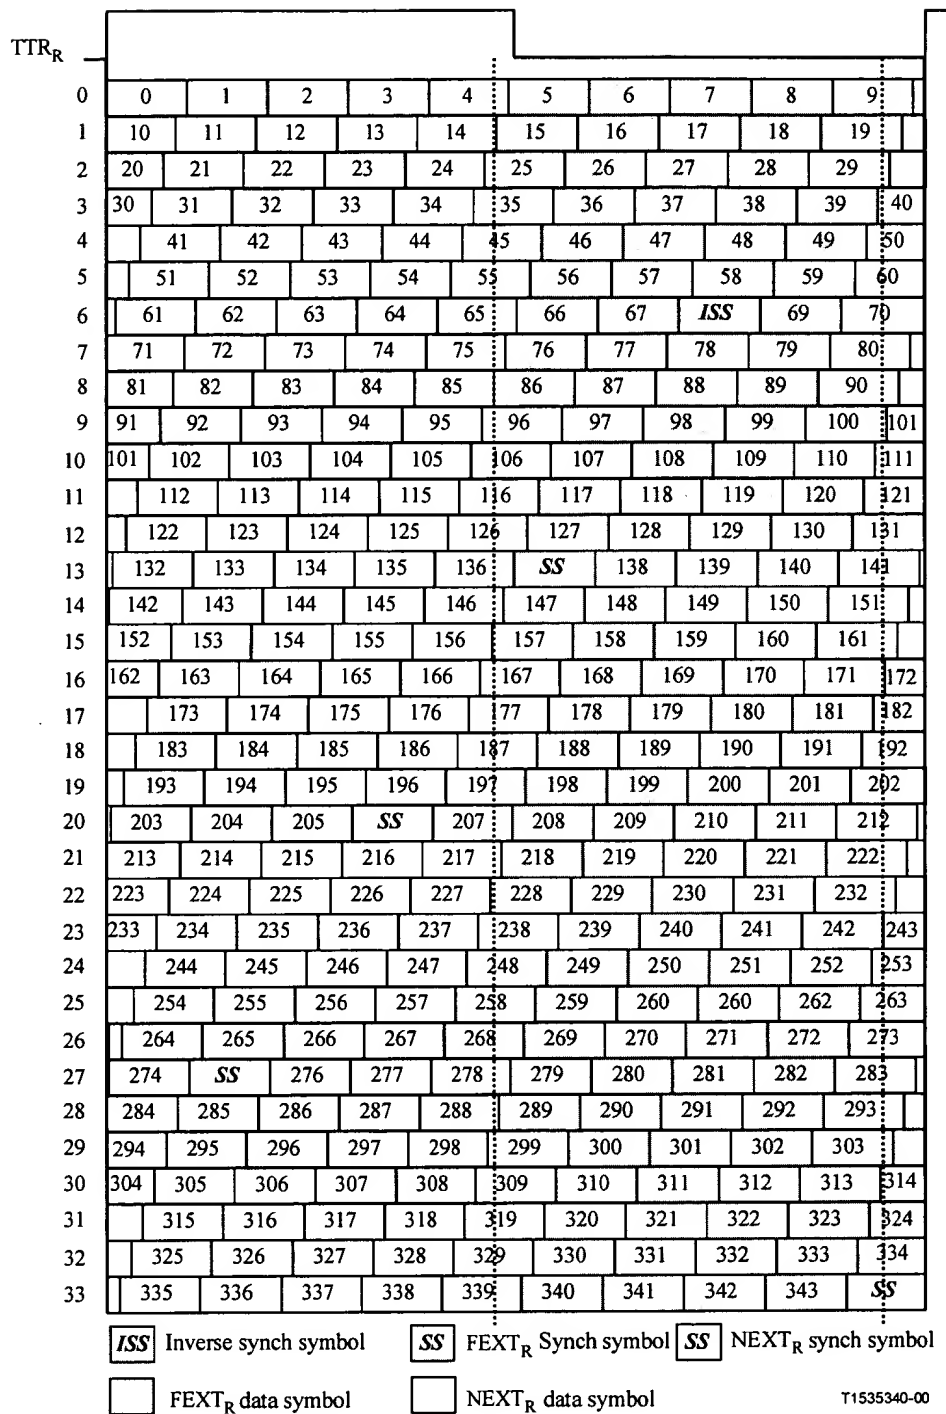 TTR_R
0 0 1 2 3 4 5 6 7 8 9
1 10 11 12 13 14 15 16 17 18 19
2 20 21 22 23 24 25 26 27 28 29
3 30 31 32 33 34 35 36 37 38 39 40
4 41 42 43 44 45 46 47 48 49 50
5 51 52 53 54 55 56 57 58 59 60
6 61 62 63 64 65 66 67 ISS 69 70
7 71 72 73 74 75 76 77 78 79 80
8 81 82 83 84 85 86 87 88 89 90
9 91 92 93 94 95 96 97 98 99 100 101
10 101 102 103 104 105 106 107 108 109 110 111
11 112 113 114 115 116 117 118 119 120 121
12 122 123 124 125 126 127 128 129 130 131
13 132 133 134 135 136 SS 138 139 140 141
14 142 143 144 145 146 147 148 149 150 151
15 152 153 154 155 156 157 158 159 160 161
16 162 163 164 165 166 167 168 169 170 171 172
17 173 174 175 176 177 178 179 180 181 182
18 183 184 185 186 187 188 189 190 191 192
19 193 194 195 196 197 198 199 200 201 202
20 203 204 205 SS 207 208 209 210 211 212
21 213 214 215 216 217 218 219 220 221 222
22 223 224 225 226 227 228 229 230 231 232
23 233 234 235 236 237 238 239 240 241 242 243
24 244 245 246 247 248 249 250 251 252 253
25 254 255 256 257 258 259 260 260 262 263
26 264 265 266 267 268 269 270 271 272 273
27 274 SS 276 277 278 279 280 281 282 283
28 284 285 286 287 288 289 290 291 292 293
29 294 295 296 297 298 299 300 301 302 303
30 304 305 306 307 308 309 310 311 312 313 314
31 315 316 317 318 319 320 321 322 323 324
32 325 326 327 328 329 330 331 332 333 334
33 335 336 337 338 339 340 341 342 343 SS
ISS Inverse synch symbol SS FEXT_R Synch symbol SS NEXT_R synch symbol
FEXT_R data symbol NEXT_R data symbol T1535340-00